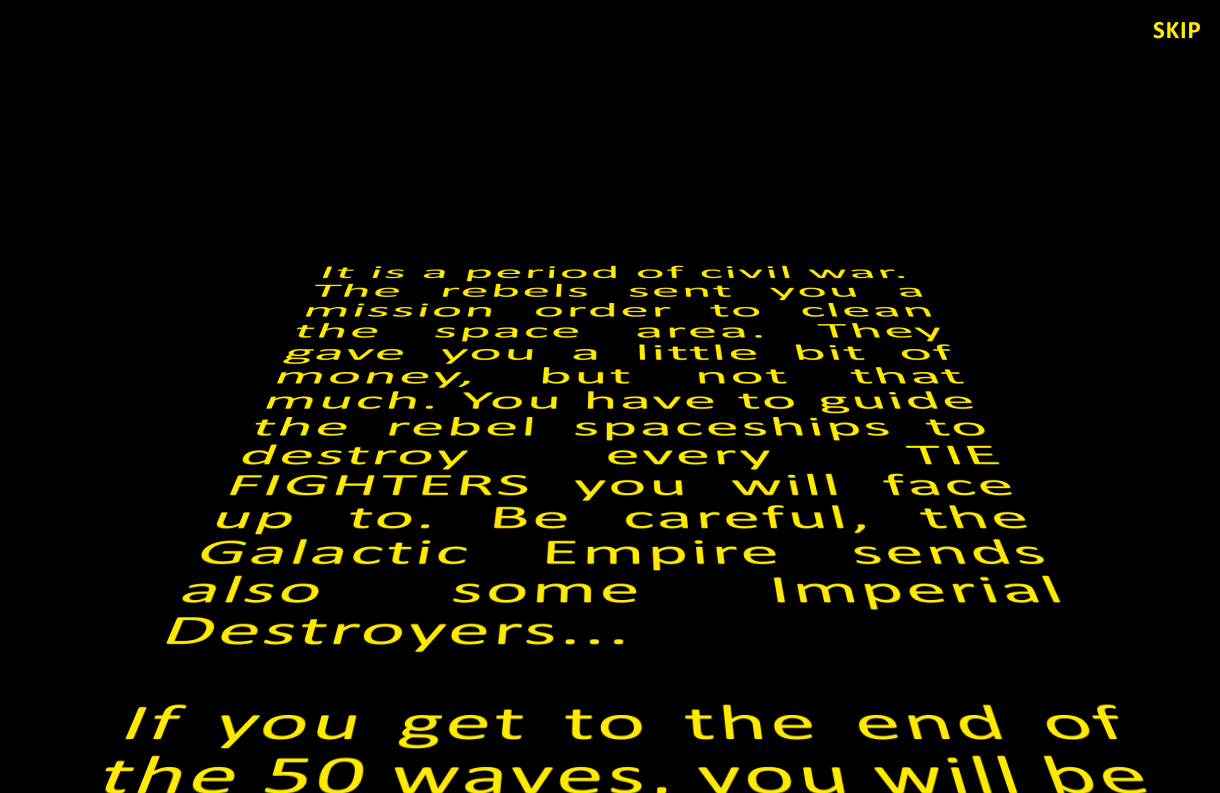 SKIP
It is a period of civil war.
The rebels sent you a
mission order to clean
the space area. They
gave you a little bit of
money, but not that
much. You have to guide
the rebel spaceships to
destroy every TIE
FIGHTERS you will face
up to. Be careful, the
Galactic Empire sends
also some Imperial
Destroyers...
If you get to the end of
the 50 waves, you will be